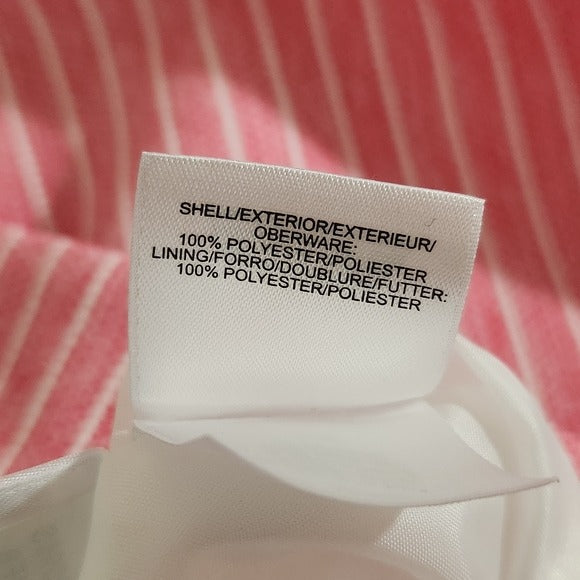 SHELL/EXTERIOR/EXTERIEUR/
OBERWARE:
100% POLYESTER/POLIESTER
LINING/FORRO/DOUBLURE/FUTTER:
100% POLYESTER/POLIESTER